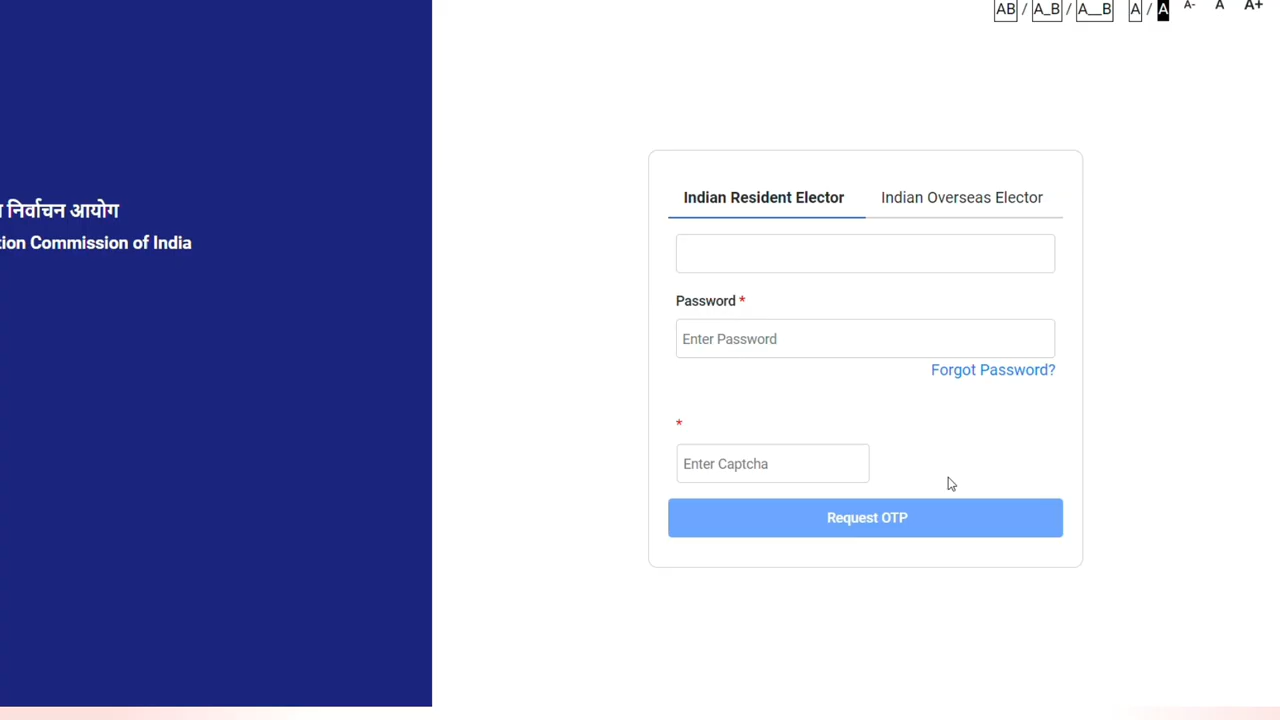 AB / A_B / A__B A / A A- A A+
निर्वाचन आयोग
Commission of India
Indian Resident Elector Indian Overseas Elector
Password *
Enter Password
Forgot Password?
*
Enter Captcha
Request OTP